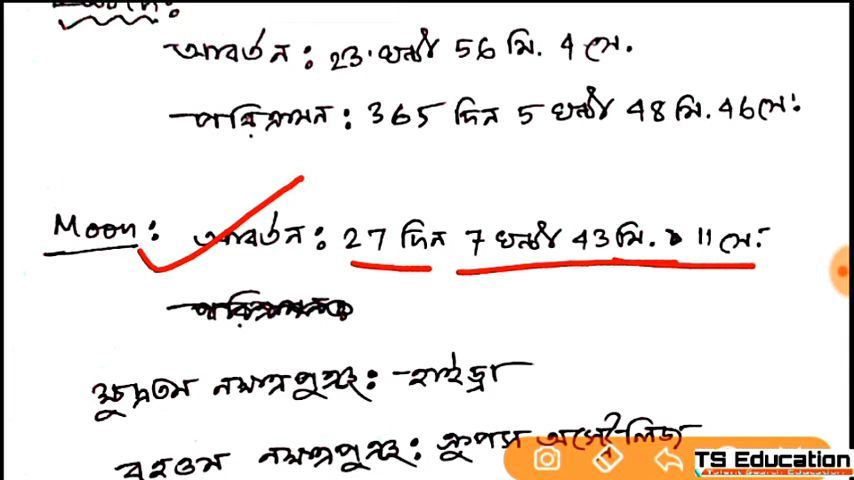 আবর্তন : 23 ঘন্টা 56 মি. 4 সে.
পরিক্রমন : 365 দিন 5 ঘন্টা 48 মি. 46 সে:
Moon : আবর্তন : 27 দিন 7 ঘন্টা 43 মি. 11 সে:
ক্ষুদ্রতম নক্ষত্রপুঞ্জ : হাইড্রা
বৃহত্তম নক্ষত্রপুঞ্জ :
TS Education